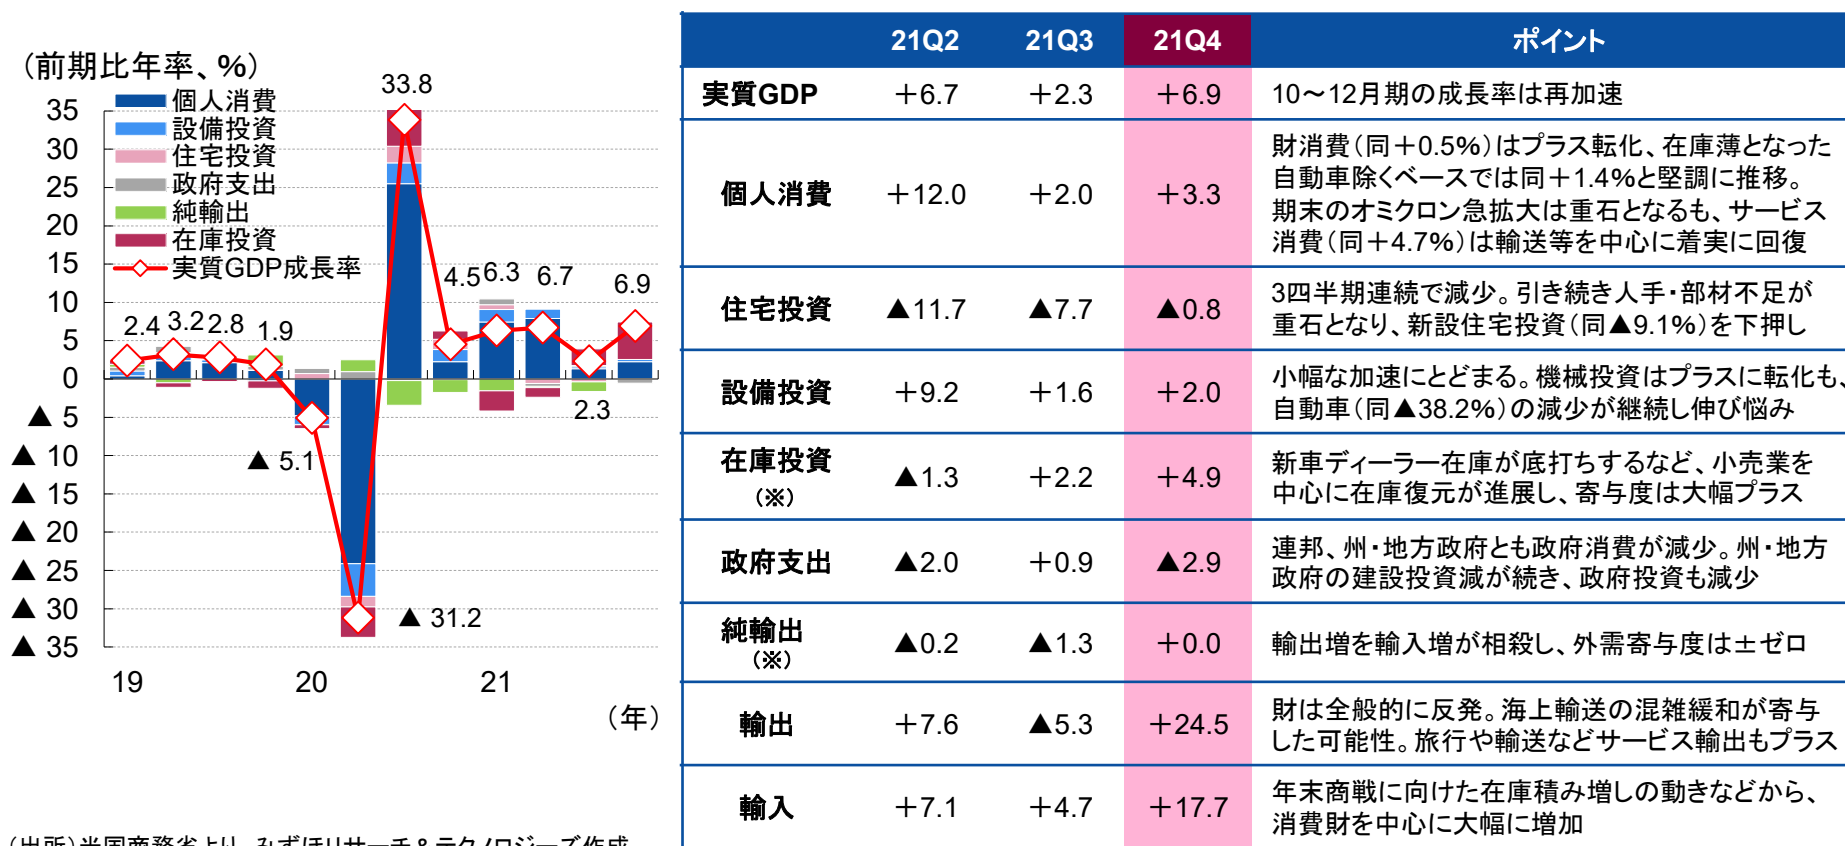 （前期比年率、%）
35
30
25
20
15
10
5
0
▲ 5
▲ 10
▲ 15
▲ 20
▲ 25
▲ 30
▲ 35
個人消費
設備投資
住宅投資
政府支出
純輸出
在庫投資
実質GDP成長率
2.4
3.2
2.8
1.9
▲ 5.1
▲ 31.2
33.8
4.5
6.3
6.7
2.3
6.9
19
20
21
（年）
21Q2 21Q3 21Q4 ポイント
実質GDP ＋6.7 ＋2.3 ＋6.9 10～12月期の成長率は再加速
個人消費 ＋12.0 ＋2.0 ＋3.3
財消費（同＋0.5%）はプラス転化、在庫薄となった
自動車除くベースでは同＋1.4%と堅調に推移。
期末のオミクロン急拡大は重石となるも、サービス
消費（同＋4.7%）は輸送等を中心に着実に回復
住宅投資 ▲11.7 ▲7.7 ▲0.8
3四半期連続で減少。引き続き人手・部材不足が
重石となり、新設住宅投資（同▲9.1%）を下押し
設備投資 ＋9.2 ＋1.6 ＋2.0
小幅な加速にとどまる。機械投資はプラスに転化も、
自動車（同▲38.2%）の減少が継続し伸び悩み
在庫投資
（※）
▲1.3 ＋2.2 ＋4.9
新車ディーラー在庫が底打ちするなど、小売業を
中心に在庫復元が進展し、寄与度は大幅プラス
政府支出 ▲2.0 ＋0.9 ▲2.9
連邦、州・地方政府とも政府消費が減少。州・地方
政府の建設投資減が続き、政府投資も減少
純輸出
（※）
▲0.2 ▲1.3 ＋0.0 輸出増を輸入増が相殺し、外需寄与度は±ゼロ
輸出 ＋7.6 ▲5.3 ＋24.5
財は全般的に反発。海上輸送の混雑緩和が寄与
した可能性。旅行や輸送などサービス輸出もプラス
輸入 ＋7.1 ＋4.7 ＋17.7
年末商戦に向けた在庫積み増しの動きなどから、
消費財を中心に大幅に増加
（出所）米国商務省より、みずほリサーチ＆テクノロジーズ作成